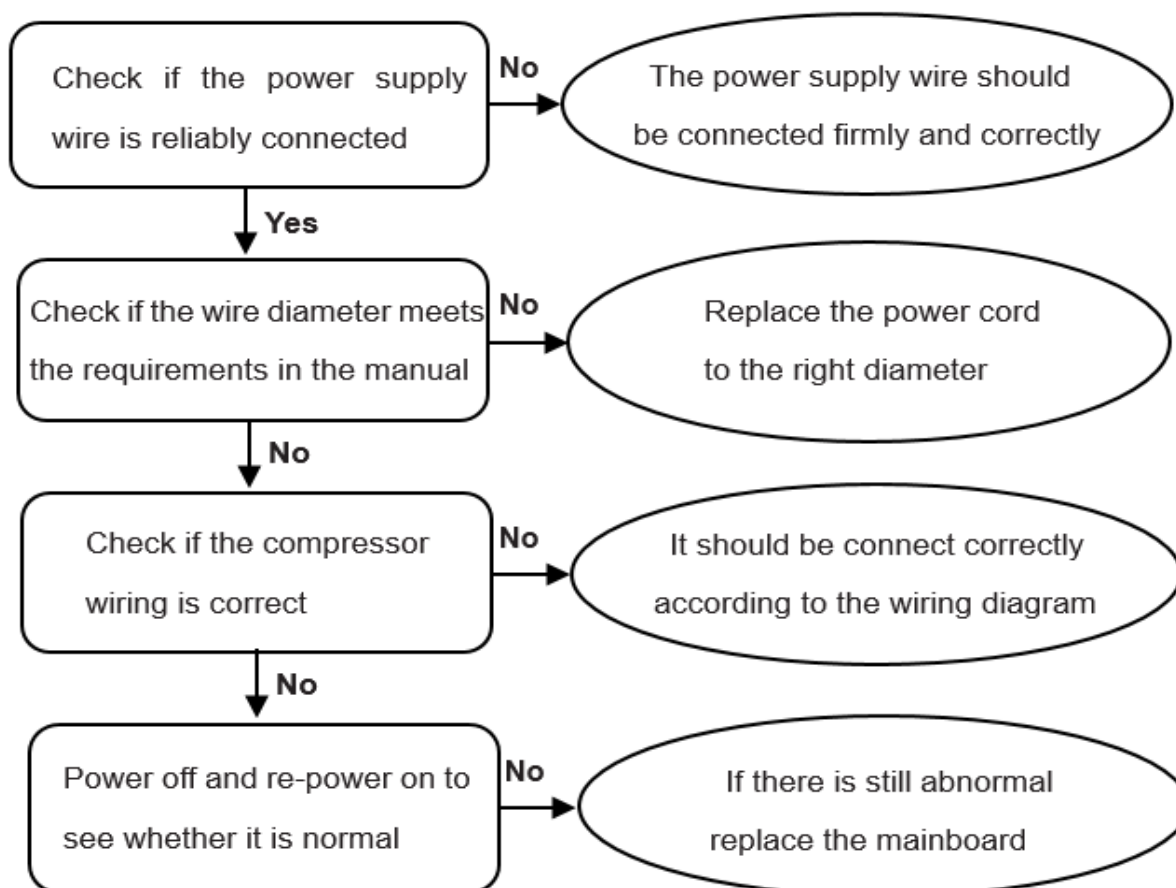 Check if the power supply
wire is reliably connected
No
The power supply wire should
be connected firmly and correctly
Yes
Check if the wire diameter meets
the requirements in the manual
No
Replace the power cord
to the right diameter
No
Check if the compressor
wiring is correct
No
It should be connect correctly
according to the wiring diagram
No
Power off and re-power on to
see whether it is normal
No
If there is still abnormal
replace the mainboard